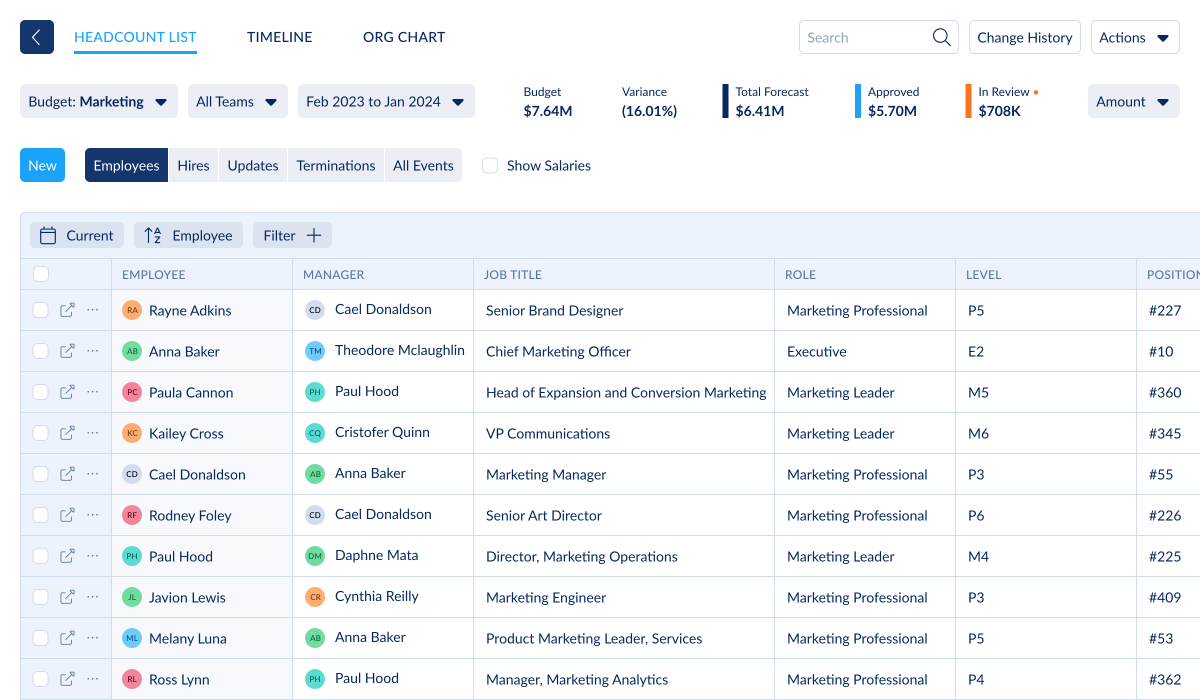 HEADCOUNT LIST TIMELINE ORG CHART Search Change History Actions
Budget: Marketing All Teams Feb 2023 to Jan 2024 Budget $7.64M Variance (16.01%) Total Forecast $6.41M Approved $5.70M In Review $708K Amount
New Employees Hires Updates Terminations All Events Show Salaries
Current Employee Filter
EMPLOYEE MANAGER JOB TITLE ROLE LEVEL POSITION
RA Rayne Adkins CD Cael Donaldson Senior Brand Designer Marketing Professional P5 #227
AB Anna Baker TM Theodore Mclaughlin Chief Marketing Officer Executive E2 #10
PC Paula Cannon PH Paul Hood Head of Expansion and Conversion Marketing Marketing Leader M5 #360
KC Kailey Cross CQ Cristofer Quinn VP Communications Marketing Leader M6 #345
CD Cael Donaldson AB Anna Baker Marketing Manager Marketing Professional P3 #55
RF Rodney Foley CD Cael Donaldson Senior Art Director Marketing Professional P6 #226
PH Paul Hood DM Daphne Mata Director, Marketing Operations Marketing Leader M4 #225
JL Javion Lewis CR Cynthia Reilly Marketing Engineer Marketing Professional P3 #409
ML Melany Luna AB Anna Baker Product Marketing Leader, Services Marketing Professional P5 #53
RL Ross Lynn PH Paul Hood Manager, Marketing Analytics Marketing Professional P4 #362